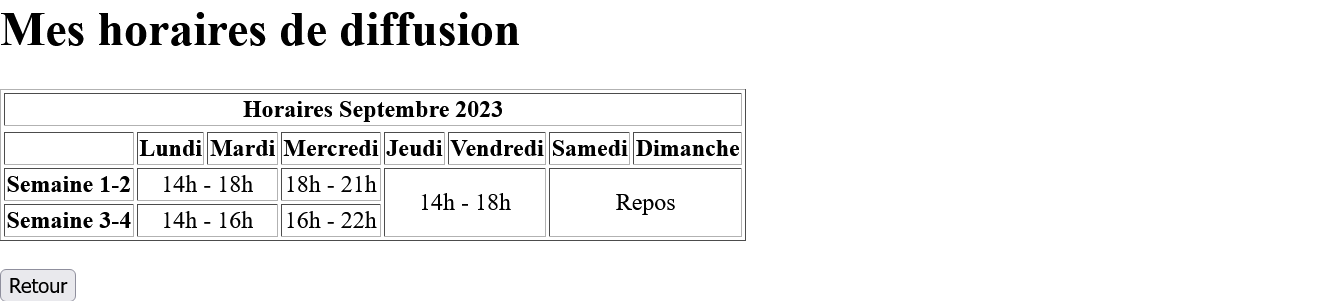 Mes horaires de diffusion
Horaires Septembre 2023
Lundi Mardi Mercredi Jeudi Vendredi Samedi Dimanche
Semaine 1-2 14h - 18h 18h - 21h 14h - 18h Repos
Semaine 3-4 14h - 16h 16h - 22h
Retour